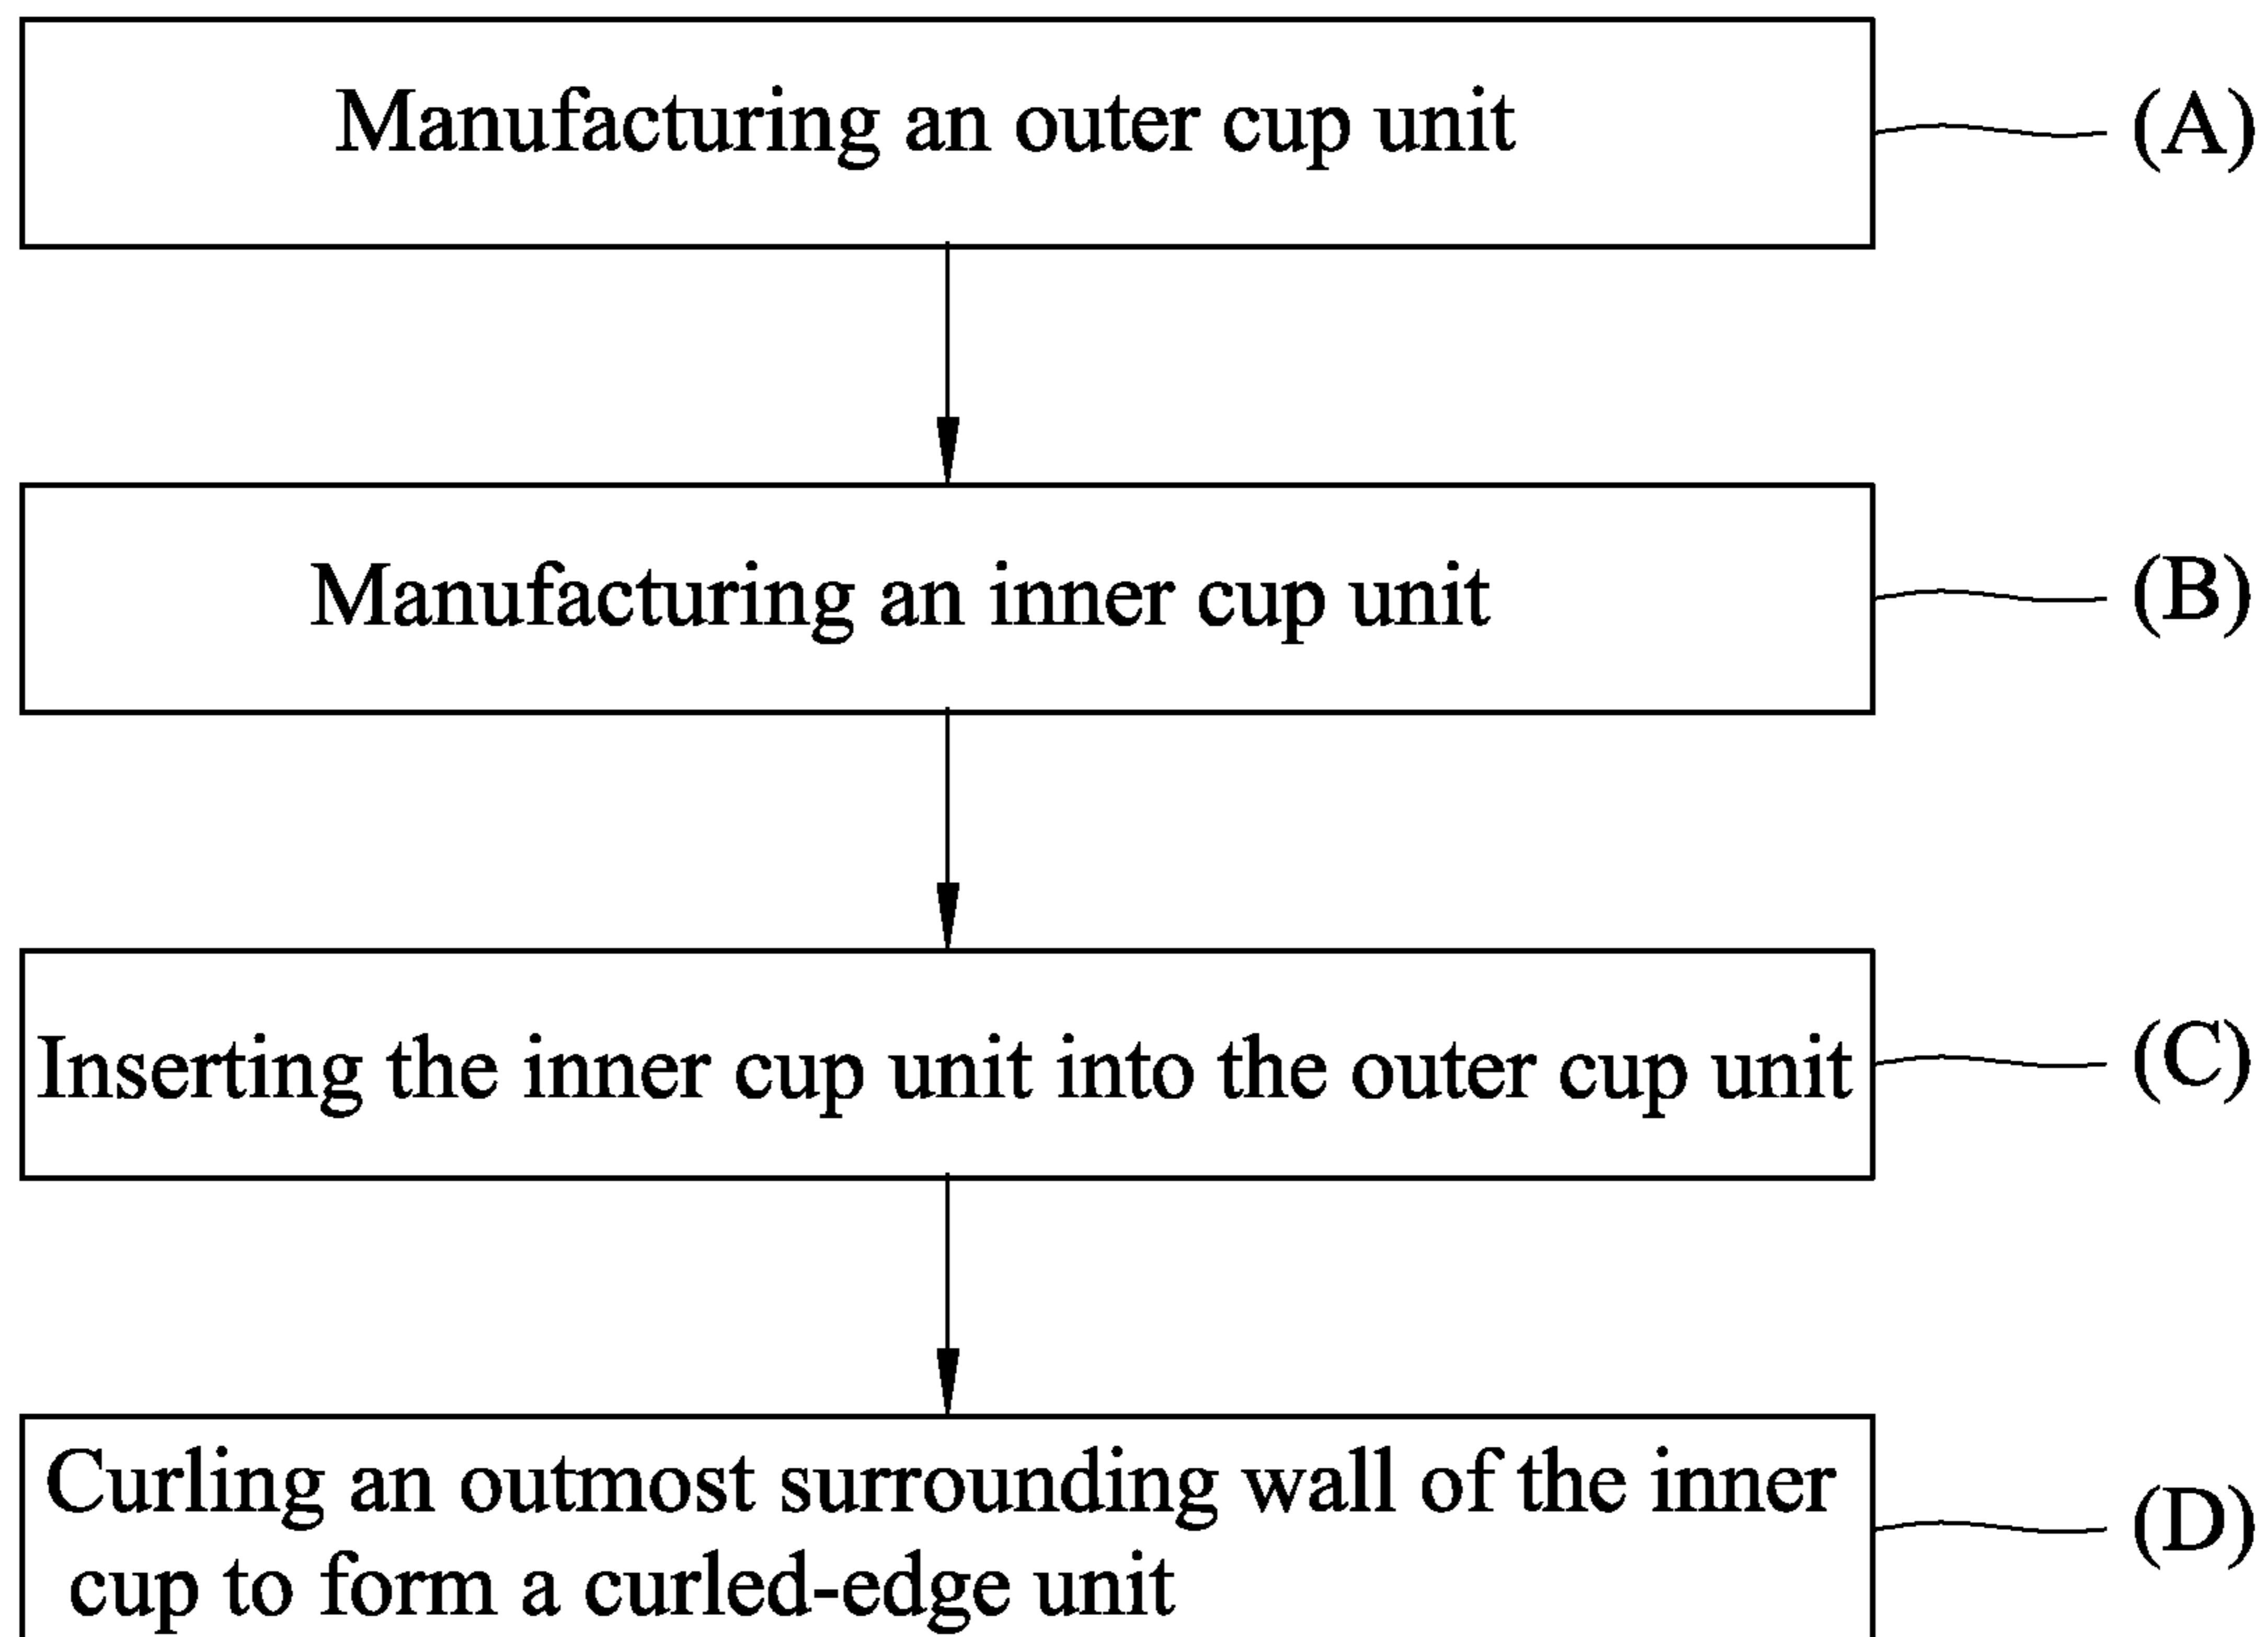 Manufacturing an outer cup unit
(A)
Manufacturing an inner cup unit
(B)
Inserting the inner cup unit into the outer cup unit
(C)
Curling an outmost surrounding wall of the inner
cup to form a curled-edge unit
(D)